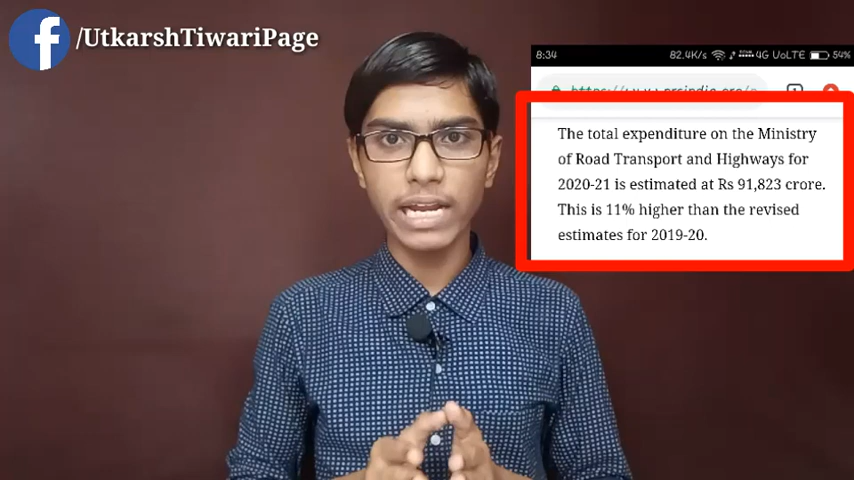 /UtkarshTiwariPage
8:34 82.4K/s 4G VoLTE 54%
The total expenditure on the Ministry
of Road Transport and Highways for
2020-21 is estimated at Rs 91,823 crore.
This is 11% higher than the revised
estimates for 2019-20.